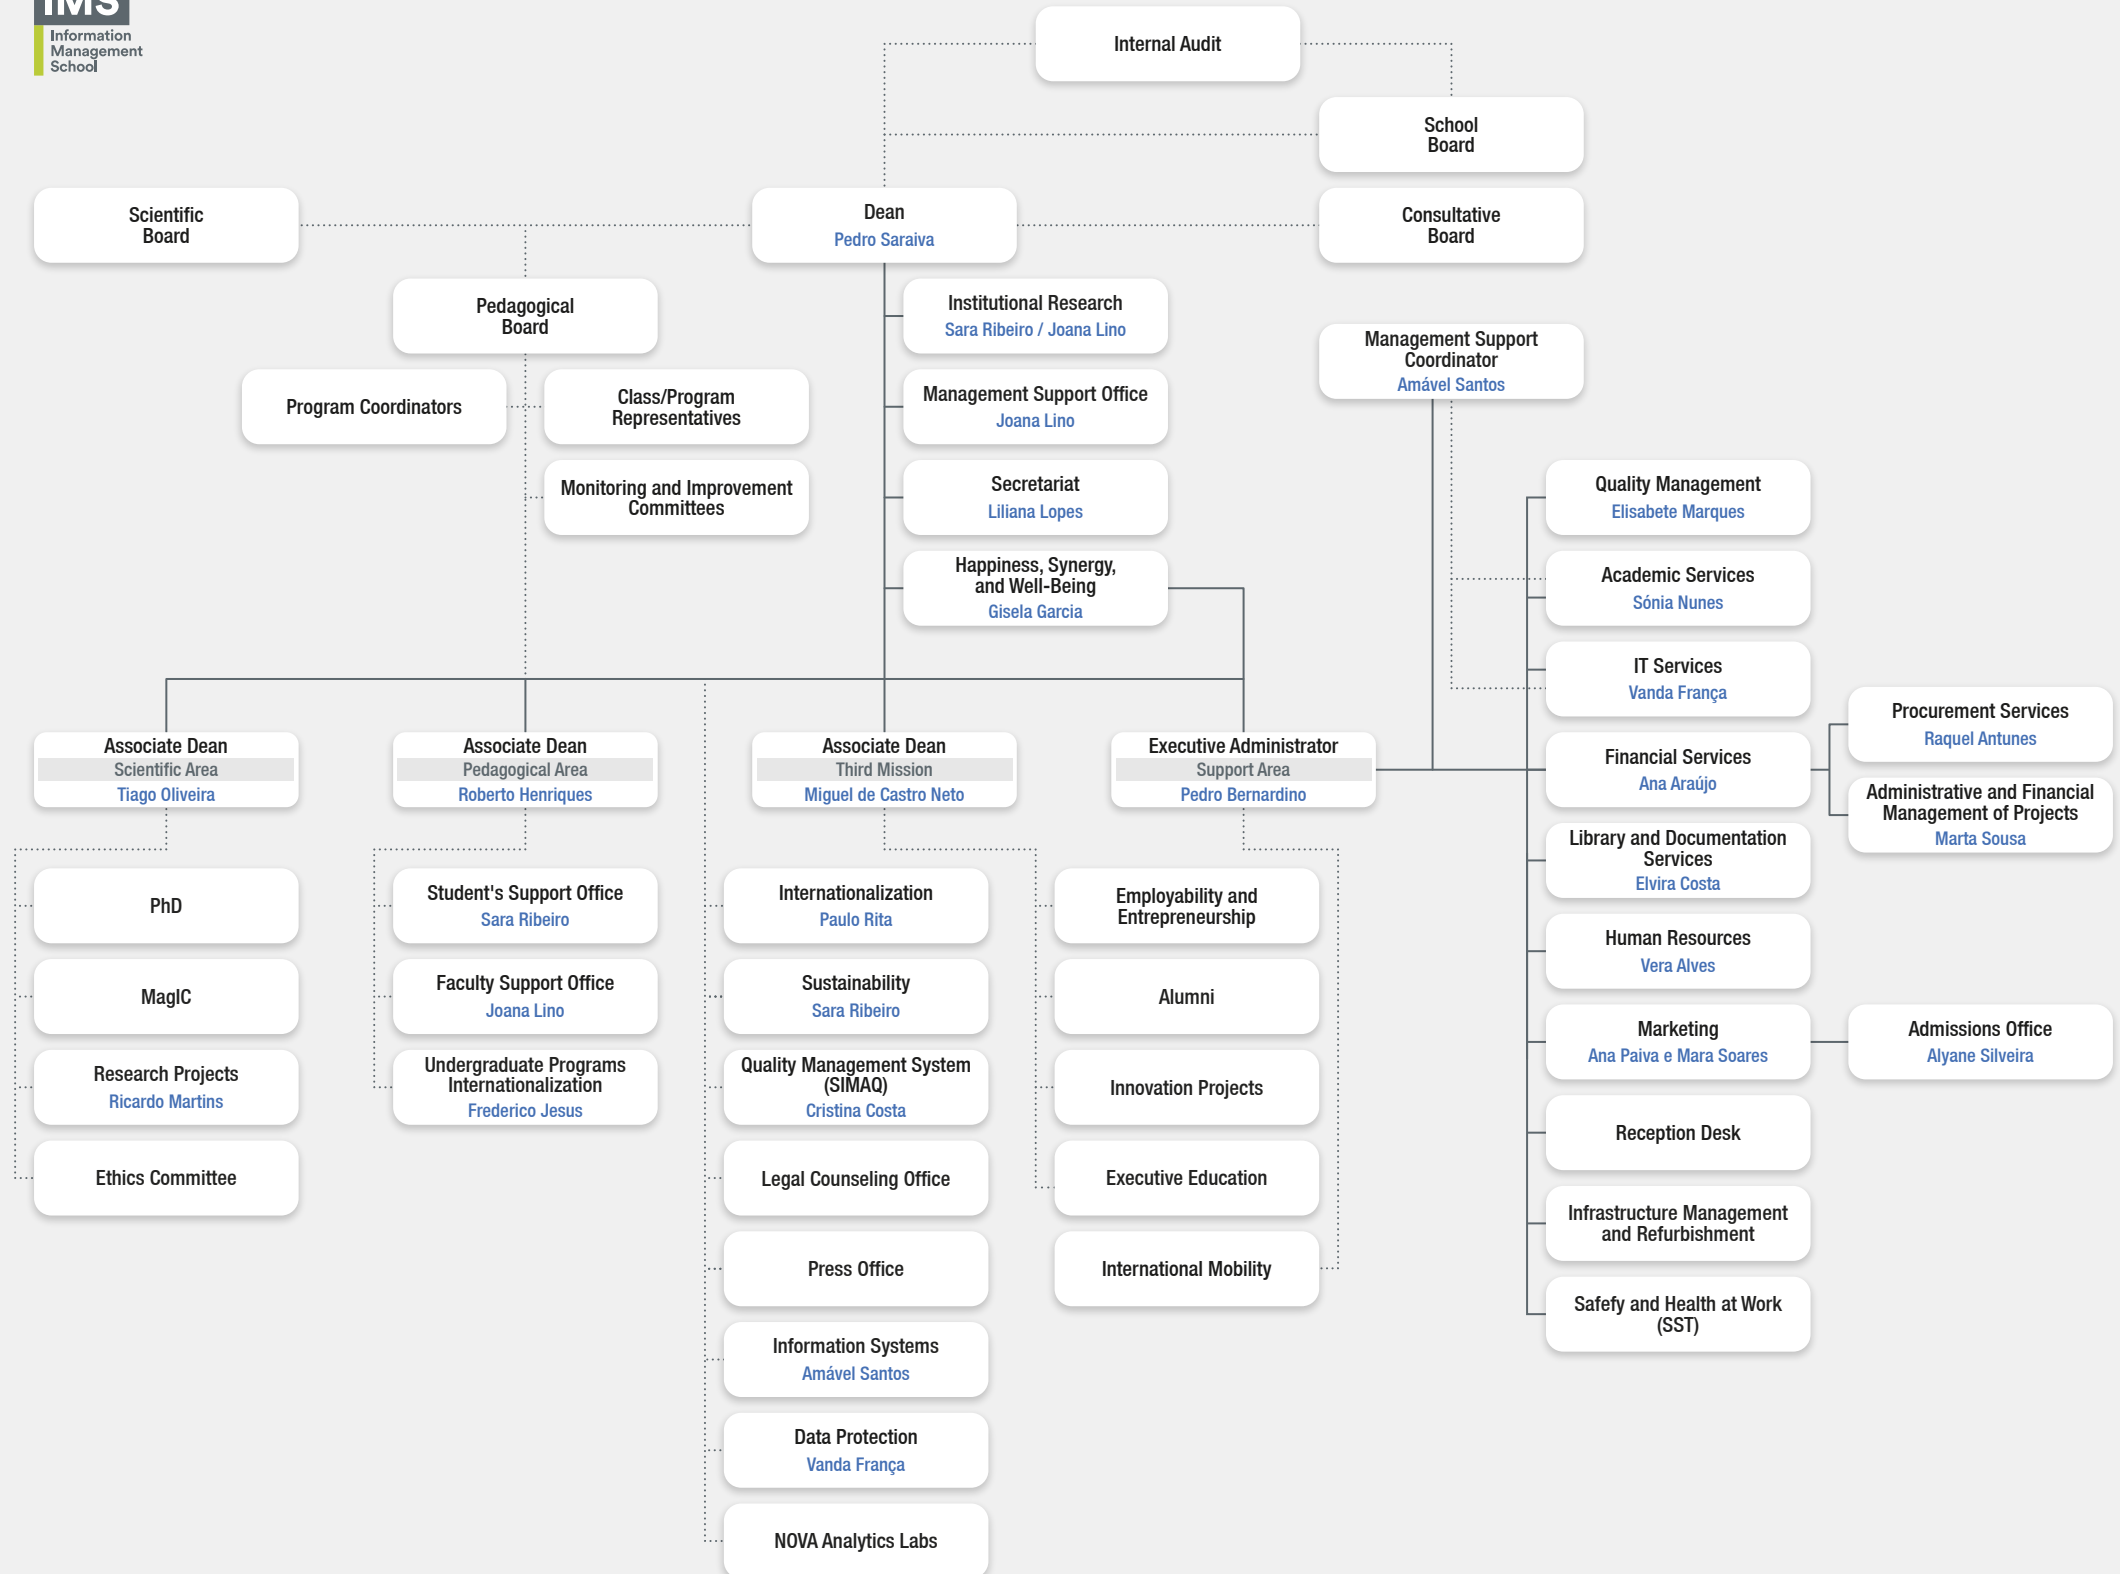 IMS
Information
Management
School
Internal Audit
School
Board
Scientific
Board
Dean
Pedro Saraiva
Consultative
Board
Pedagogical
Board
Institutional Research
Sara Ribeiro / Joana Lino
Management Support
Coordinator
Amável Santos
Program Coordinators
Class/Program
Representatives
Management Support Office
Joana Lino
Monitoring and Improvement
Committees
Secretariat
Liliana Lopes
Quality Management
Elisabete Marques
Happiness, Synergy,
and Well-Being
Gisela Garcia
Academic Services
Sónia Nunes
IT Services
Vanda França
Procurement Services
Raquel Antunes
Associate Dean
Scientific Area
Tiago Oliveira
Associate Dean
Pedagogical Area
Roberto Henriques
Associate Dean
Third Mission
Miguel de Castro Neto
Executive Administrator
Support Area
Pedro Bernardino
Financial Services
Ana Araújo
Administrative and Financial
Management of Projects
Marta Sousa
Library and Documentation
Services
Elvira Costa
PhD
Student's Support Office
Sara Ribeiro
Internationalization
Paulo Rita
Employability and
Entrepreneurship
Human Resources
Vera Alves
MagIC
Faculty Support Office
Joana Lino
Sustainability
Sara Ribeiro
Alumni
Marketing
Ana Paiva e Mara Soares
Admissions Office
Alyane Silveira
Research Projects
Ricardo Martins
Undergraduate Programs
Internationalization
Frederico Jesus
Quality Management System
(SIMAQ)
Cristina Costa
Innovation Projects
Reception Desk
Ethics Committee
Legal Counseling Office
Executive Education
Infrastructure Management
and Refurbishment
Press Office
International Mobility
Safefy and Health at Work
(SST)
Information Systems
Amável Santos
Data Protection
Vanda França
NOVA Analytics Labs